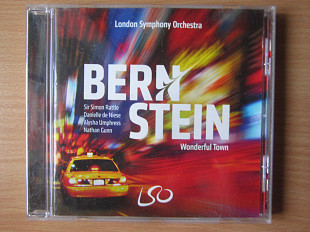 London Symphony Orchestra
BERN
Sir Simon Rattle
Danielle de Niese
Alysha Umphress
Nathan Gunn
STEIN
Wonderful Town
LSO